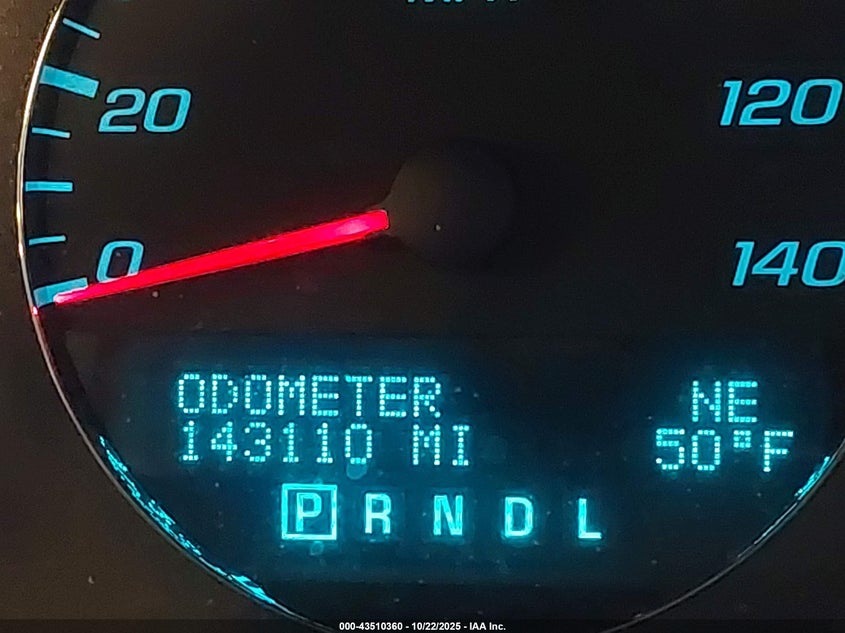 20
120
0
140
ODOMETER NE
143110 MI 50°F
P R N D L
000-43510360 - 10/22/2025 - IAA Inc.